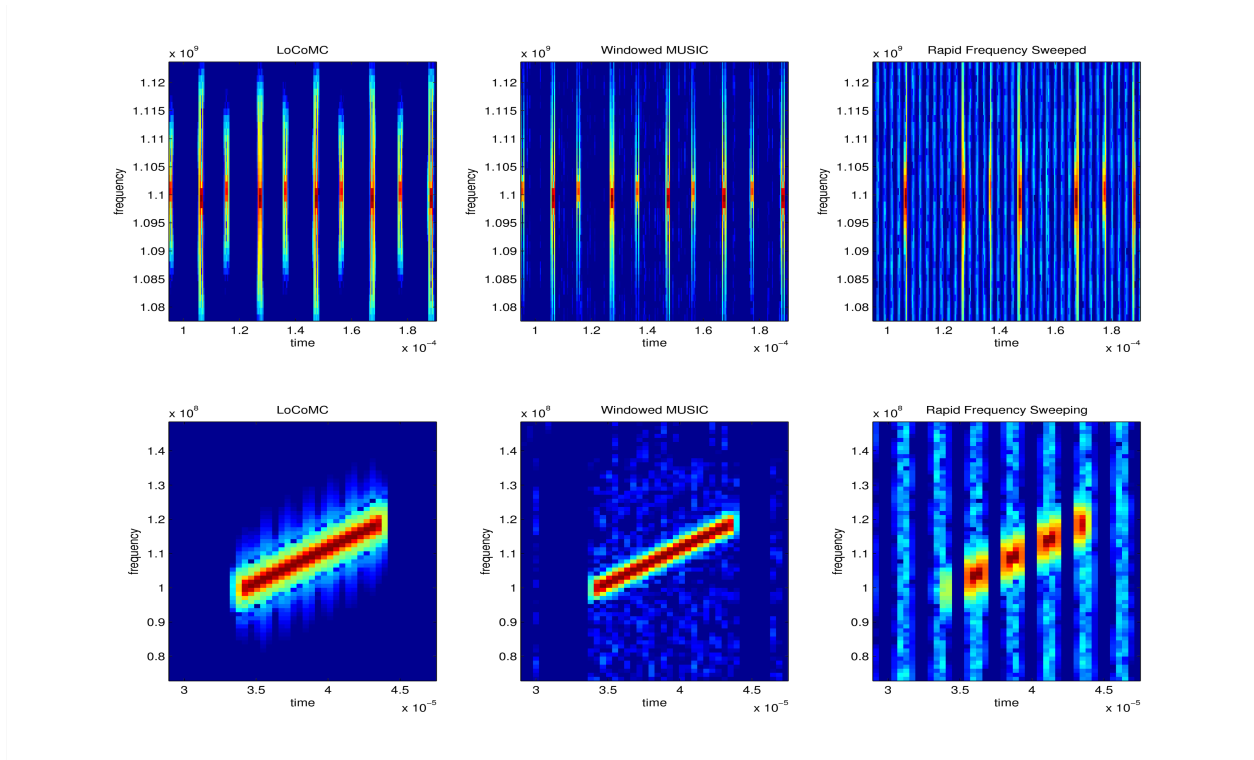 LoCoMC
x 10⁹
frequency
1.12
1.115
1.11
1.105
1.1
1.095
1.09
1.085
1.08
1
1.2
1.4
1.6
1.8
time
x 10⁻⁴
Windowed MUSIC
x 10⁹
frequency
1.12
1.115
1.11
1.105
1.1
1.095
1.09
1.085
1.08
1
1.2
1.4
1.6
1.8
time
x 10⁻⁴
Rapid Frequency Sweeped
x 10⁹
frequency
1.12
1.115
1.11
1.105
1.1
1.095
1.09
1.085
1.08
1
1.2
1.4
1.6
1.8
time
x 10⁻⁴
LoCoMC
x 10⁸
frequency
1.4
1.3
1.2
1.1
1
0.9
0.8
3
3.5
4
4.5
time
x 10⁻⁵
Windowed MUSIC
x 10⁸
frequency
1.4
1.3
1.2
1.1
1
0.9
0.8
3
3.5
4
4.5
time
x 10⁻⁵
Rapid Frequency Sweeping
x 10⁸
frequency
1.4
1.3
1.2
1.1
1
0.9
0.8
3
3.5
4
4.5
time
x 10⁻⁵